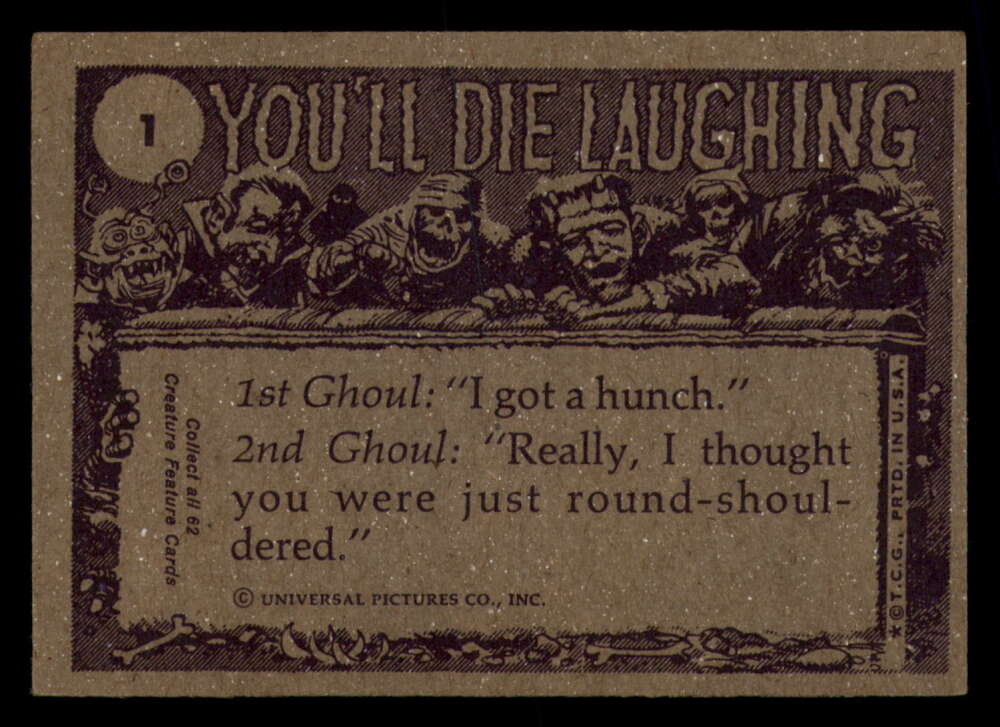 1
YOU'LL DIE LAUGHING
1st Ghoul: "I got a hunch."
2nd Ghoul: "Really, I thought
you were just round-shoul-
dered."
© UNIVERSAL PICTURES CO., INC.
Collect all 62
Creature Feature Cards
★ © T.C.G., PRTD. IN U.S.A.